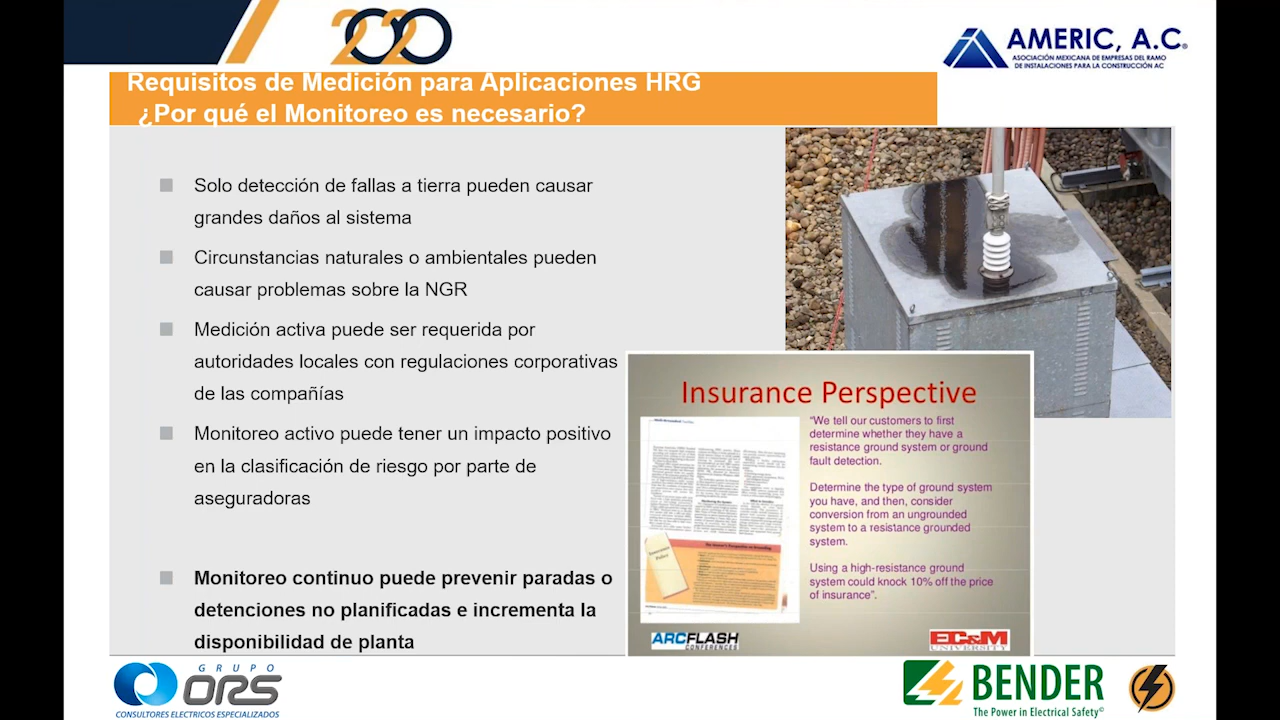 2020
AMERIC, A.C.®
ASOCIACIÓN MEXICANA DE EMPRESAS DEL RAMO
DE INSTALACIONES PARA LA CONSTRUCCIÓN AC
Requisitos de Medición para Aplicaciones HRG
¿Por qué el Monitoreo es necesario?
Solo detección de fallas a tierra pueden causar
grandes daños al sistema
Circunstancias naturales o ambientales pueden
causar problemas sobre la NGR
Medición activa puede ser requerida por
autoridades locales con regulaciones corporativas
de las compañías
Monitoreo activo puede tener un impacto positivo
en la clasificación de riesgo por parte de
aseguradoras
Monitoreo continuo puede prevenir paradas o
detenciones no planificadas e incrementa la
disponibilidad de planta
Insurance Perspective
"We tell our customers to first
determine whether they have a
resistance ground system or ground
fault detection.
Determine the type of ground system
you have, and then, consider
conversion from an ungrounded
system to a resistance grounded
system.
Using a high-resistance ground
system could knock 10% off the price
of insurance".
Insurance
Policy
ARCFLASH
CONFERENCES
EC&M
UNIVERSITY
GRUPO
ORS
CONSULTORES ELECTRICOS ESPECIALIZADOS
BENDER
The Power in Electrical Safety©